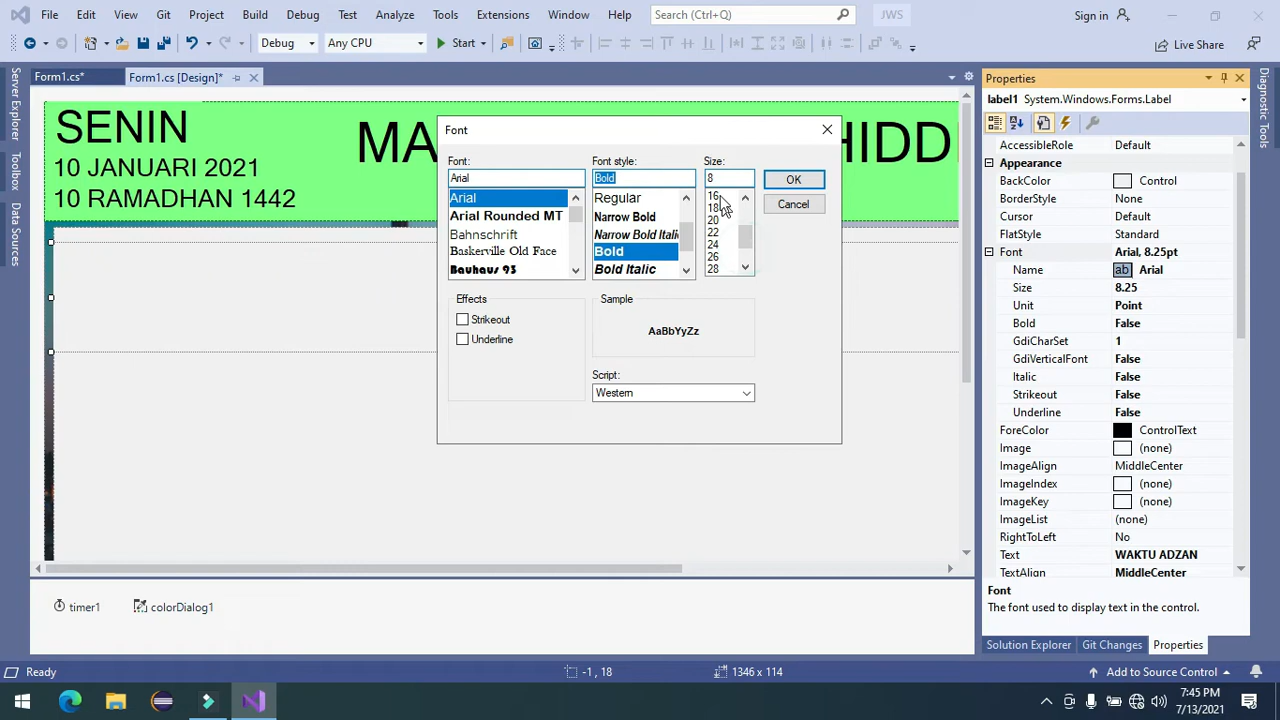 File Edit View Git Project Build Debug Test Analyze Tools Extensions Window Help Search (Ctrl+Q) JWS Sign in
Debug Any CPU Start Live Share
Form1.cs* Form1.cs [Design]*
Server Explorer
Toolbox
Data Sources
SENIN
10 JANUARI 2021
10 RAMADHAN 1442
MA
HIDD
Font
Font: Font style: Size:
Arial Bold 8 OK
Arial Regular 16
Arial Rounded MT Narrow Bold 18 Cancel
Bahnschrift Narrow Bold Itali 20
Baskerville Old Face Bold 22
Bauhaus 93 Bold Italic 24
26
28
Effects Sample
Strikeout
Underline
AaBbYyZz
Script:
Western
timer1 colorDialog1
Properties
label1 System.Windows.Forms.Label
AccessibleRole Default
Appearance
BackColor Control
BorderStyle None
Cursor Default
FlatStyle Standard
Font Arial, 8.25pt
Name ab Arial
Size 8.25
Unit Point
Bold False
GdiCharSet 1
GdiVerticalFont False
Italic False
Strikeout False
Underline False
ForeColor ControlText
Image (none)
ImageAlign MiddleCenter
ImageIndex (none)
ImageKey (none)
ImageList (none)
RightToLeft No
Text WAKTU ADZAN
TextAlign MiddleCenter
Font
The font used to display text in the control.
Solution Explorer Git Changes Properties
Diagnostic Tools
Ready -1 , 18 1346 x 114 Add to Source Control
7:45 PM
7/13/2021